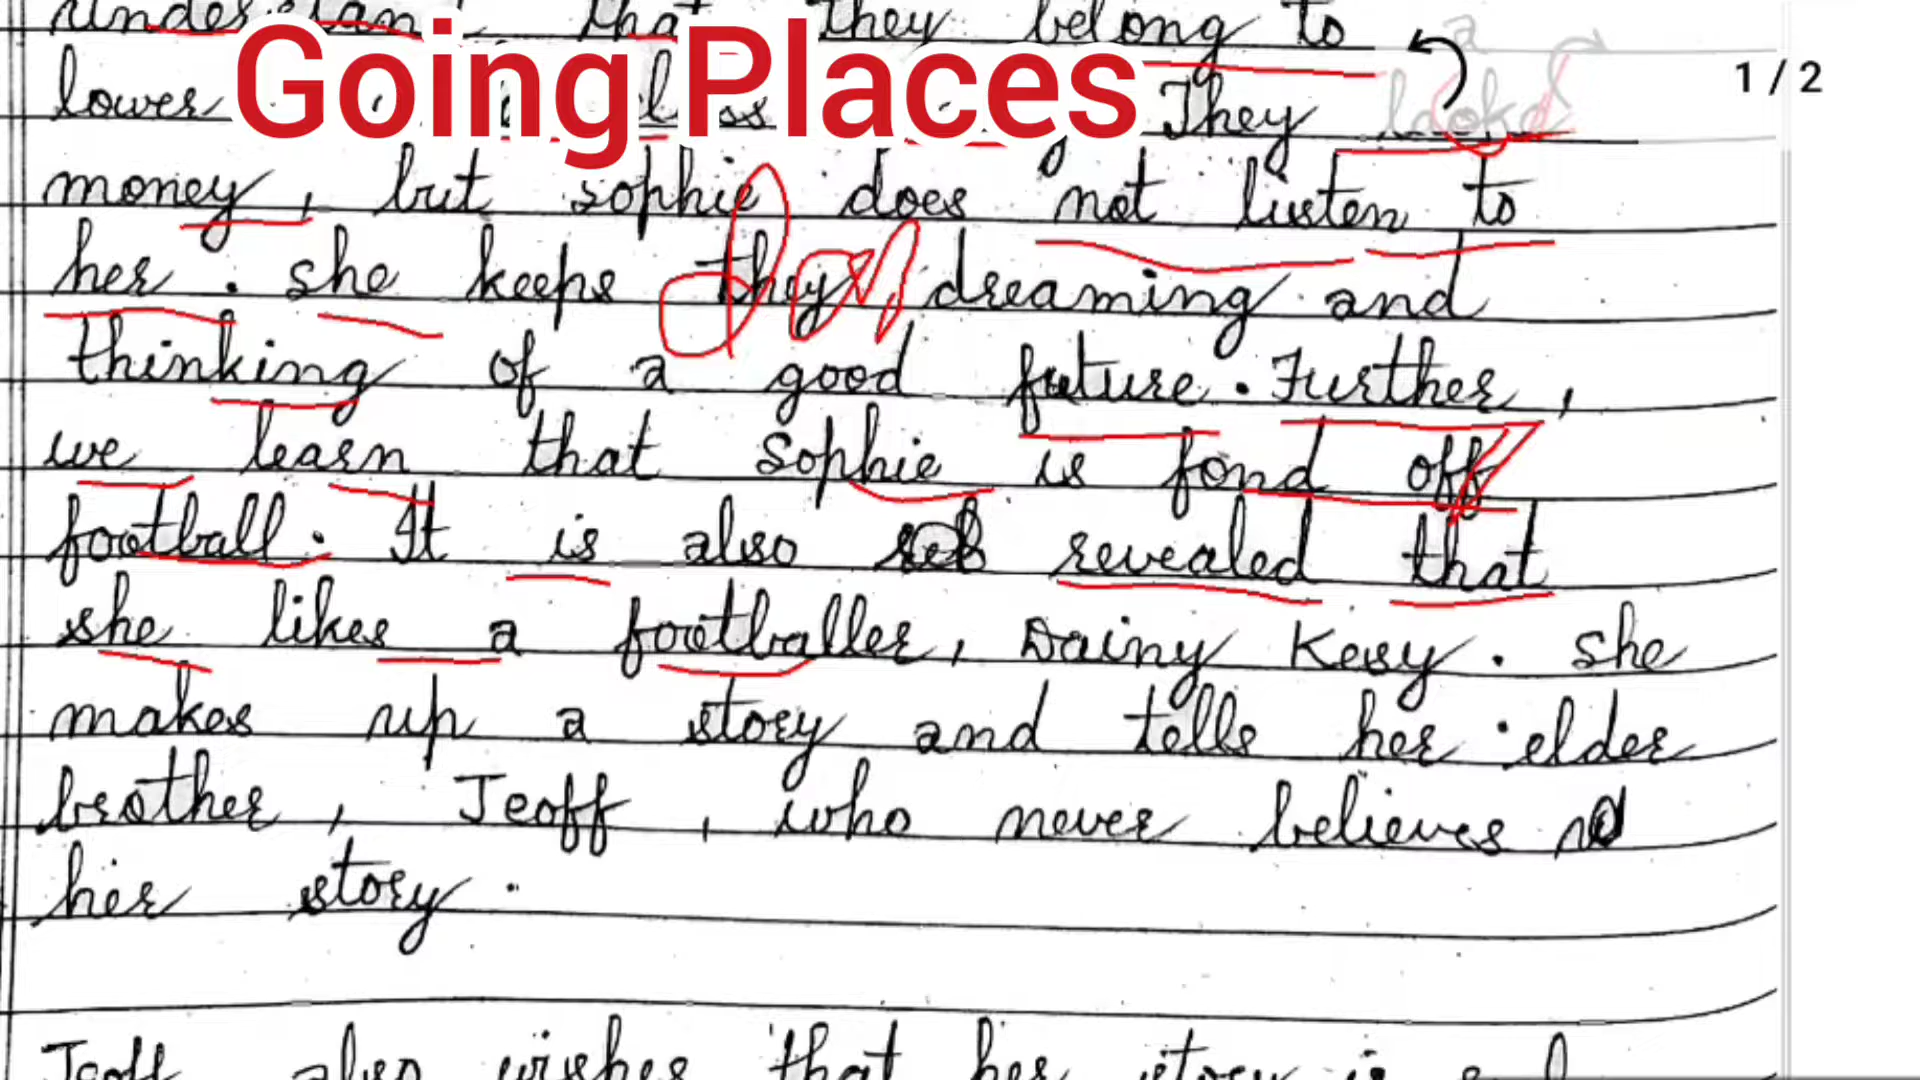 that they belong to
Going Places
lower They
1 / 2
money, but sophie does not listen to
her. she keeps they dreaming and
thinking of a good future. Further,
we learn that Sophie is fond off
football. It is also revealed that
she likes a footballer, Dainy Kesy. she
makes up a story and tells her elder
brother, Jeoff, who never believes
her story.
Jeoff also wishes that her story is